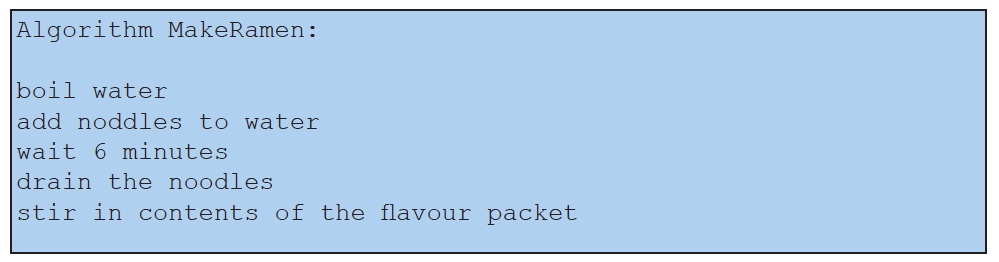 Algorithm MakeRamen:
boil water
add noddles to water
wait 6 minutes
drain the noodles
stir in contents of the flavour packet